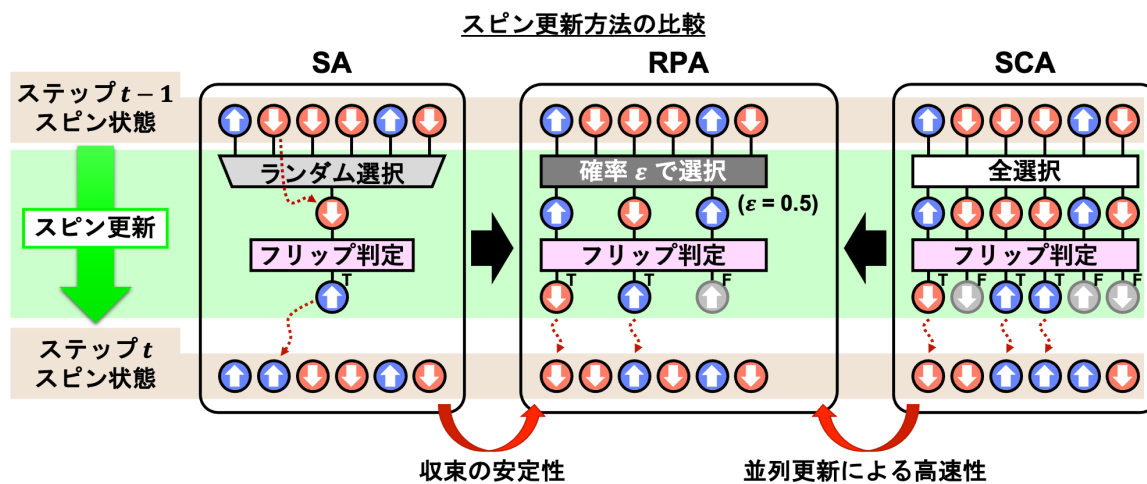 スピン更新方法の比較
SA
RPA
SCA
ステップ t − 1
スピン状態
ランダム選択
確率 ε で選択
全選択
(ε = 0.5)
スピン更新
フリップ判定
フリップ判定
フリップ判定
T
T
T
F
T
F
T
T
F
F
ステップ t
スピン状態
収束の安定性
並列更新による高速性